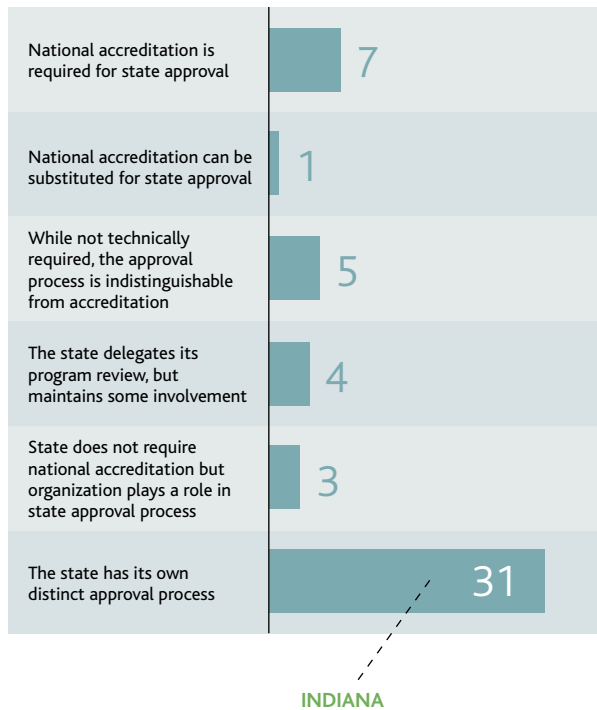 National accreditation is
required for state approval
7
National accreditation can be
substituted for state approval
1
While not technically
required, the approval
process is indistinguishable
from accreditation
5
The state delegates its
program review, but
maintains some involvement
4
State does not require
national accreditation but
organization plays a role in
state approval process
3
The state has its own
distinct approval process
31
INDIANA